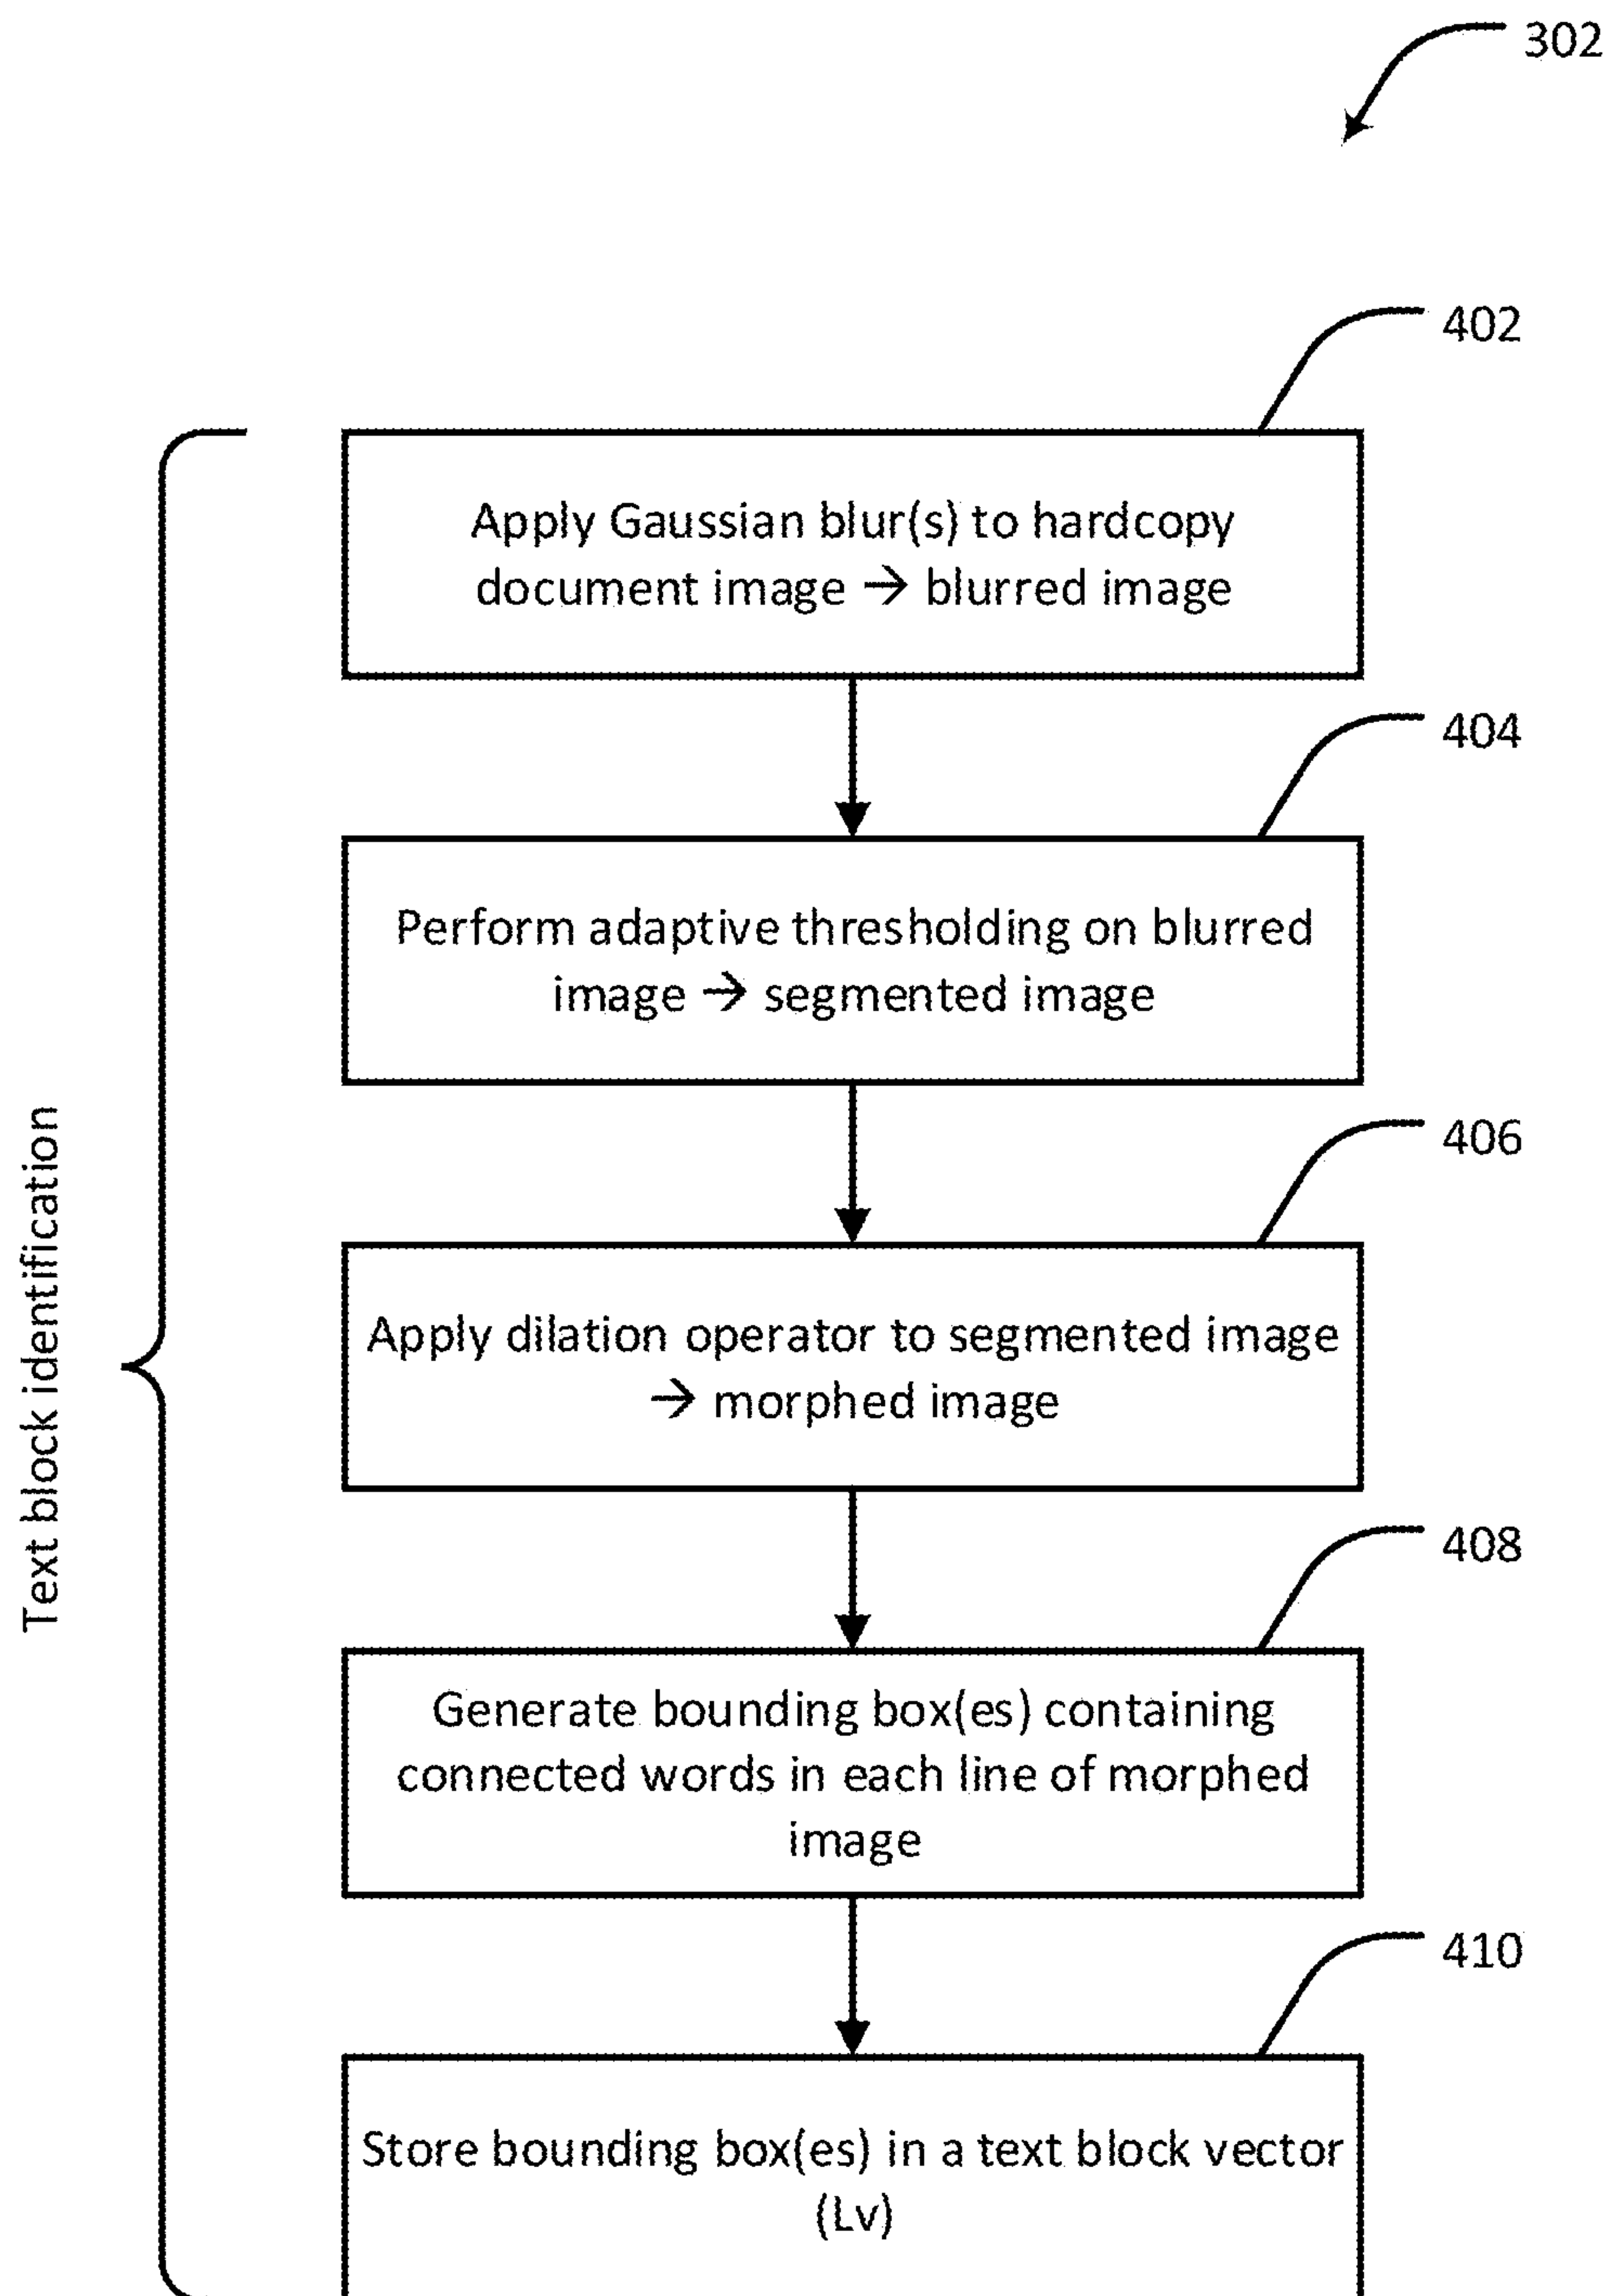 302
402
Apply Gaussian blur(s) to hardcopy
document image → blurred image
404
Perform adaptive thresholding on blurred
image → segmented image
406
Apply dilation operator to segmented image
→ morphed image
408
Generate bounding box(es) containing
connected words in each line of morphed
image
410
Store bounding box(es) in a text block vector
(Lv)
Text block identification